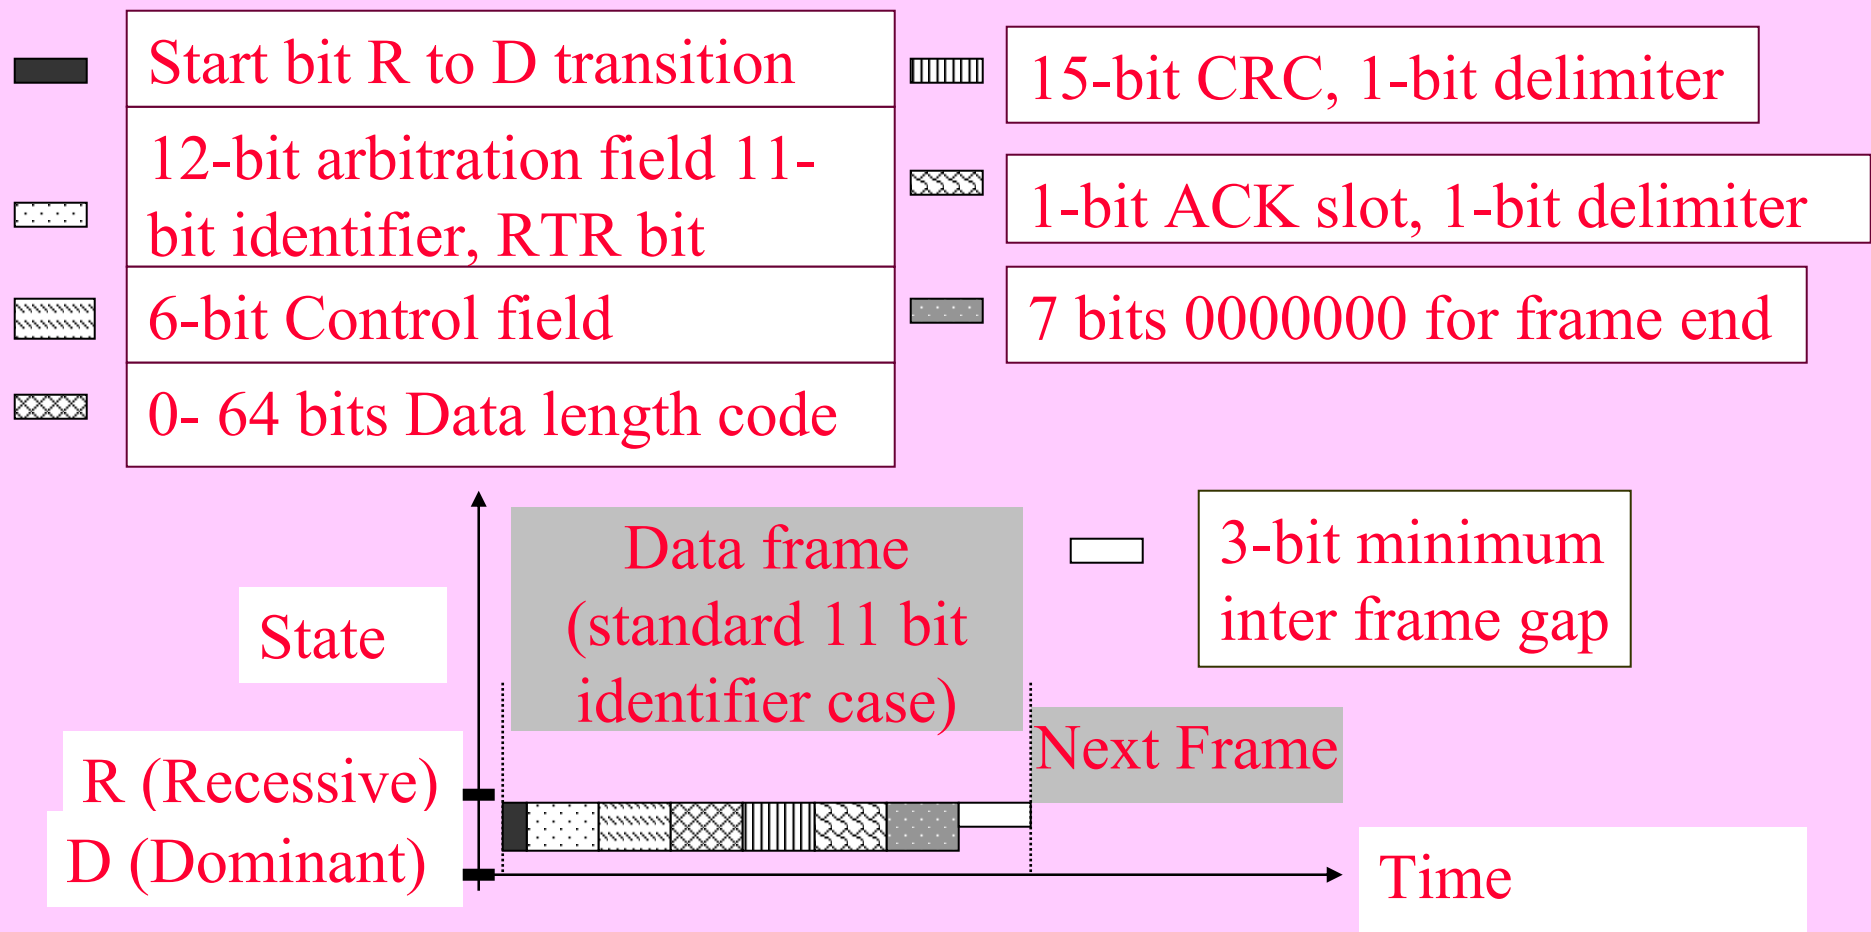 Start bit R to D transition
12-bit arbitration field 11-
bit identifier, RTR bit
6-bit Control field
0- 64 bits Data length code
15-bit CRC, 1-bit delimiter
1-bit ACK slot, 1-bit delimiter
7 bits 0000000 for frame end
3-bit minimum
inter frame gap
Data frame
(standard 11 bit
identifier case)
State
Next Frame
R (Recessive)
D (Dominant)
Time